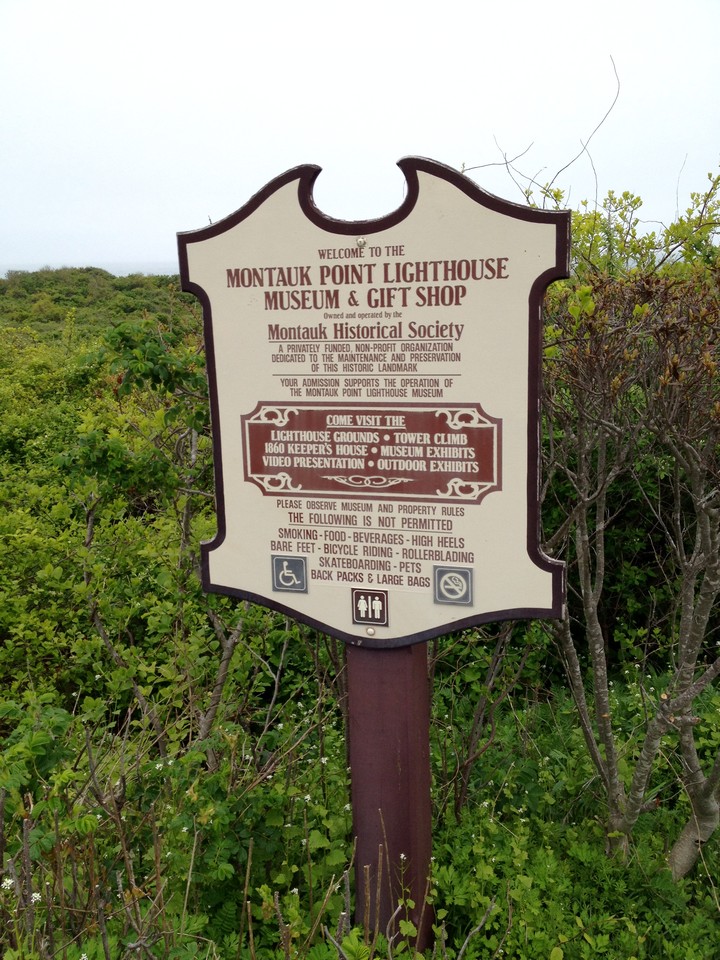 WELCOME TO THE
MONTAUK POINT LIGHTHOUSE
MUSEUM & GIFT SHOP
Owned and operated by the
Montauk Historical Society
A PRIVATELY FUNDED, NON-PROFIT ORGANIZATION
DEDICATED TO THE MAINTENANCE AND PRESERVATION
OF THIS HISTORIC LANDMARK
YOUR ADMISSION SUPPORTS THE OPERATION OF
THE MONTAUK POINT LIGHTHOUSE MUSEUM
COME VISIT THE
LIGHTHOUSE GROUNDS • TOWER CLIMB
1860 KEEPER'S HOUSE • MUSEUM EXHIBITS
VIDEO PRESENTATION • OUTDOOR EXHIBITS
PLEASE OBSERVE MUSEUM AND PROPERTY RULES
THE FOLLOWING IS NOT PERMITTED
SMOKING - FOOD - BEVERAGES - HIGH HEELS
BARE FEET - BICYCLE RIDING - ROLLERBLADING
SKATEBOARDING - PETS
BACK PACKS & LARGE BAGS